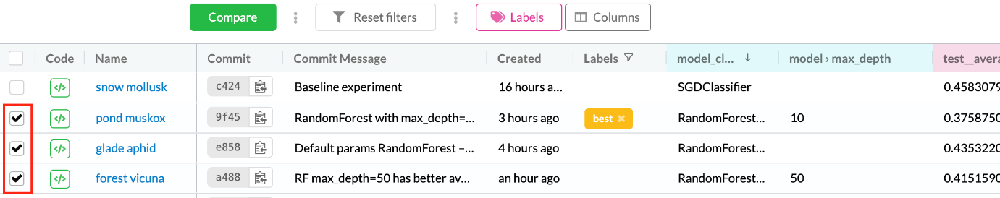 Compare Reset filters Labels Columns
Code Name Commit Commit Message Created Labels model_cl... model › max_depth test__avera
snow mollusk c424 Baseline experiment 16 hours a... SGDClassifier 0.4583079
pond muskox 9f45 RandomForest with max_depth=... 3 hours ago best × RandomForest... 10 0.3758750
glade aphid e858 Default params RandomForest –... 4 hours ago RandomForest... 0.4353220
forest vicuna a488 RF max_depth=50 has better av... an hour ago RandomForest... 50 0.4151590